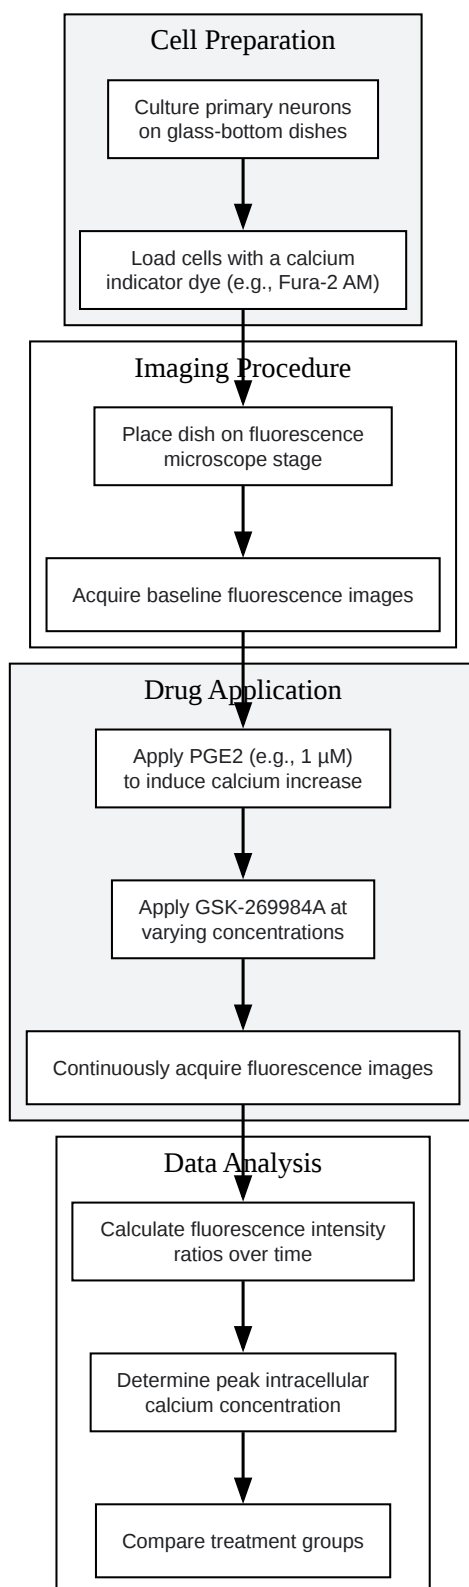 Cell Preparation
Culture primary neurons
on glass-bottom dishes
Load cells with a calcium
indicator dye (e.g., Fura-2 AM)
Imaging Procedure
Place dish on fluorescence
microscope stage
Acquire baseline fluorescence images
Drug Application
Apply PGE2 (e.g., 1 µM)
to induce calcium increase
Apply GSK-269984A at
varying concentrations
Continuously acquire fluorescence images
Data Analysis
Calculate fluorescence intensity
ratios over time
Determine peak intracellular
calcium concentration
Compare treatment groups